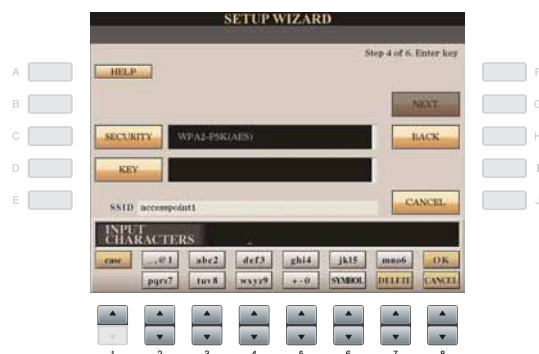 SETUP WIZARD
Step 4 of 6. Enter key
A HELP F
B NEXT G
C SECURITY WPA2-PSK(AES) BACK H
D KEY I
E SSID accesspoint1 CANCEL J
INPUT
CHARACTERS _
case .,@1 abc2 def3 ghi4 jkl5 mno6 OK
pqrs7 tuv8 wxyz9 +-0 SYMBOL DELETE CANCEL
1 2 3 4 5 6 7 8